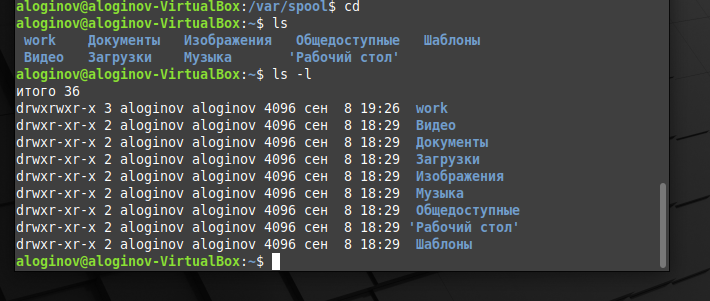 aloginov@aloginov-VirtualBox:/var/spool$ cd
aloginov@aloginov-VirtualBox:~$ ls
work Документы Изображения Общедоступные Шаблоны
Видео Загрузки Музыка 'Рабочий стол'
aloginov@aloginov-VirtualBox:~$ ls -l
итого 36
drwxrwxr-x 3 aloginov aloginov 4096 сен 8 19:26 work
drwxr-xr-x 2 aloginov aloginov 4096 сен 8 18:29 Видео
drwxr-xr-x 2 aloginov aloginov 4096 сен 8 18:29 Документы
drwxr-xr-x 2 aloginov aloginov 4096 сен 8 18:29 Загрузки
drwxr-xr-x 2 aloginov aloginov 4096 сен 8 18:29 Изображения
drwxr-xr-x 2 aloginov aloginov 4096 сен 8 18:29 Музыка
drwxr-xr-x 2 aloginov aloginov 4096 сен 8 18:29 Общедоступные
drwxr-xr-x 2 aloginov aloginov 4096 сен 8 18:29 'Рабочий стол'
drwxr-xr-x 2 aloginov aloginov 4096 сен 8 18:29 Шаблоны
aloginov@aloginov-VirtualBox:~$